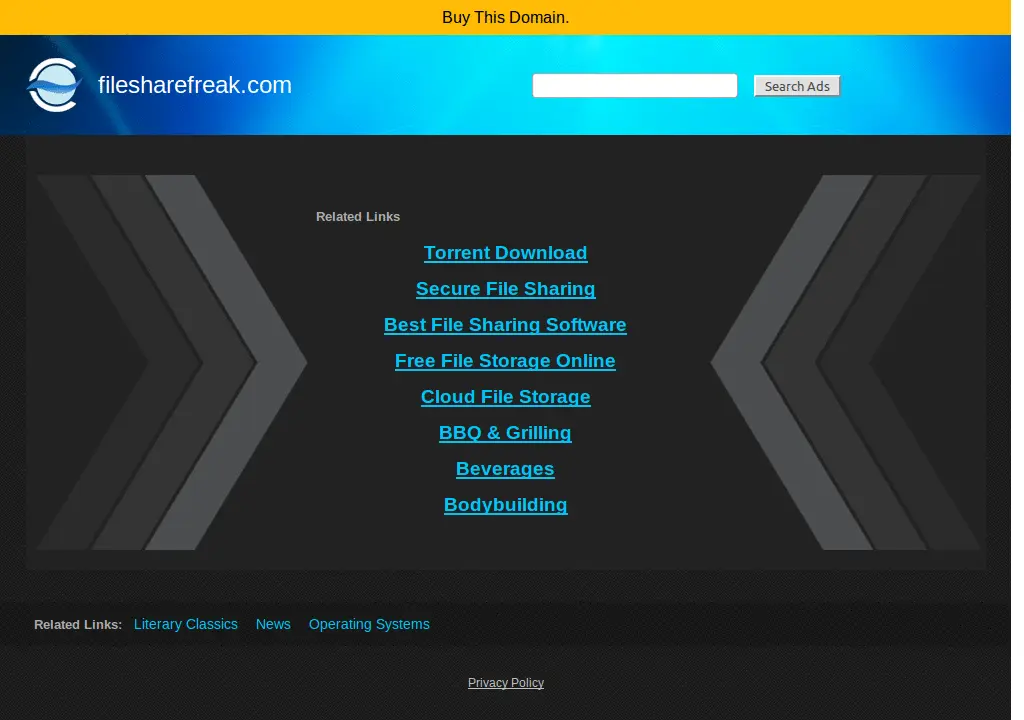 Buy This Domain.
filesharefreak.com
Search Ads
Related Links
Torrent Download
Secure File Sharing
Best File Sharing Software
Free File Storage Online
Cloud File Storage
BBQ & Grilling
Beverages
Bodybuilding
Related Links: Literary Classics News Operating Systems
Privacy Policy